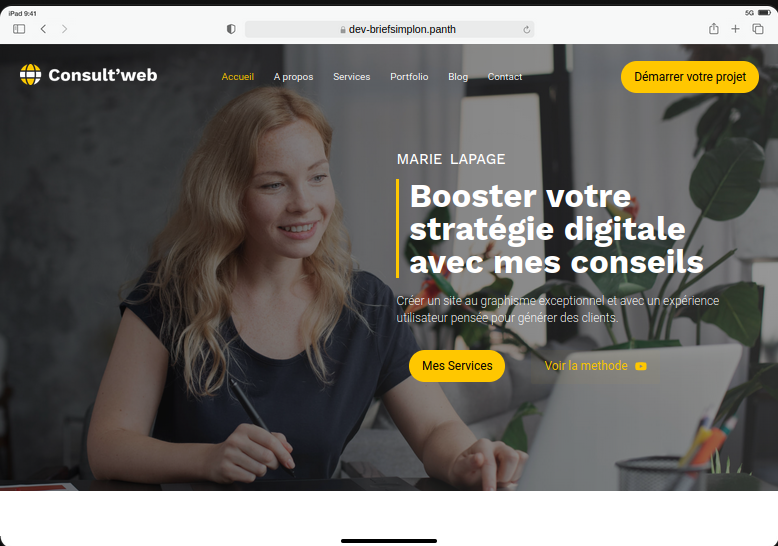 iPad 9:41
5G
dev-briefsimplon.panth
Consult’web
Accueil A propos Services Portfolio Blog Contact
Démarrer votre projet
MARIE LAPAGE
Booster votre
stratégie digitale
avec mes conseils
Créer un site au graphisme exceptionnel et avec un expérience
utilisateur pensée pour générer des clients.
Mes Services
Voir la methode